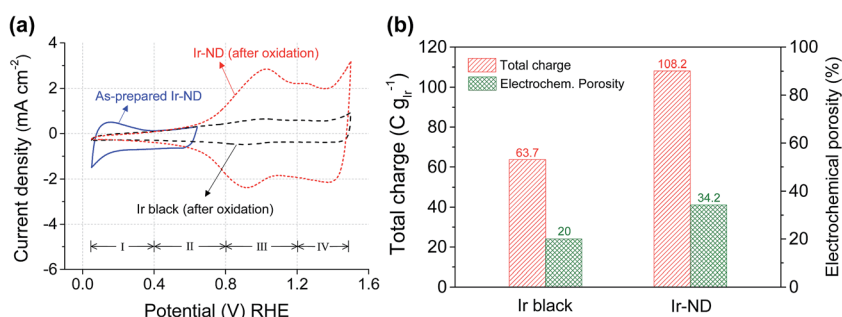 (a)
Current density (mA cm-2)
4
2
0
-2
-4
-6
Ir-ND (after oxidation)
As-prepared Ir-ND
Ir black (after oxidation)
I II III IV
0.0 0.4 0.8 1.2 1.6
Potential (V) RHE
(b)
Total charge (C gIr-1)
120
100
80
60
40
20
0
Total charge
Electrochem. Porosity
63.7
20
108.2
34.2
Ir black Ir-ND
100
80
60
40
20
0
Electrochemical porosity (%)